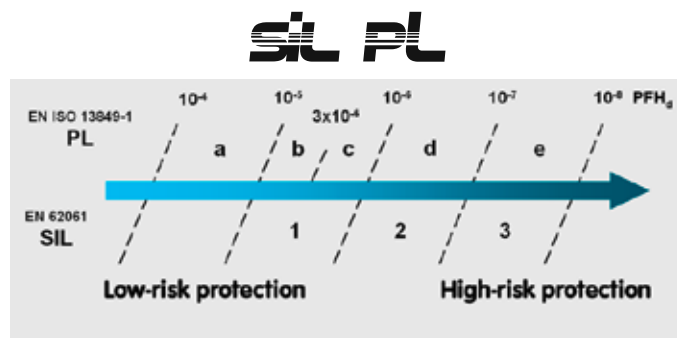 SIL PL
10⁻⁴ 10⁻⁵ 10⁻⁶ 10⁻⁷ 10⁻⁸ PFHd
EN ISO 13849-1 3x10⁻⁶
PL a b c d e
EN 62061
SIL 1 2 3
Low-risk protection High-risk protection